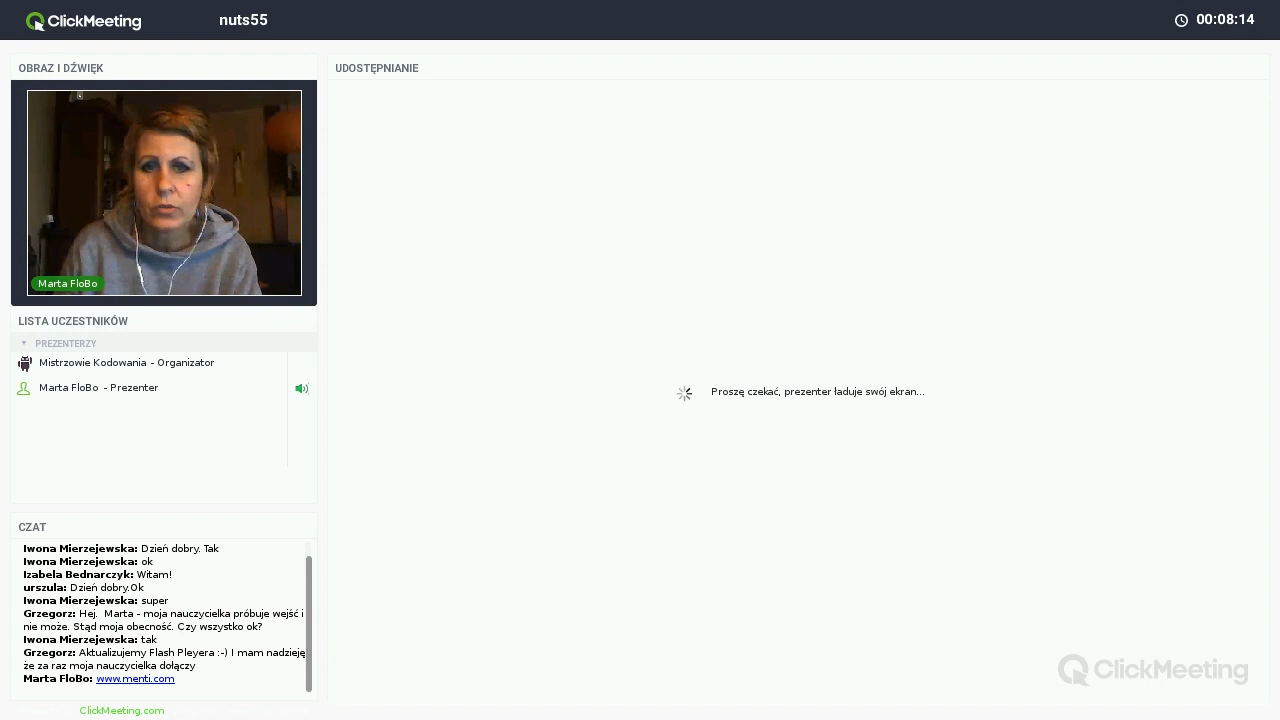 ClickMeeting
nuts55
00:08:14
OBRAZ I DŹWIĘK
Marta FloBo
LISTA UCZESTNIKÓW
PREZENTERZY
Mistrzowie Kodowania - Organizator
Marta FloBo - Prezenter
CZAT
Iwona Mierzejewska: Dzień dobry. Tak
Iwona Mierzejewska: ok
Izabela Bednarczyk: Witam!
urszula: Dzień dobry.Ok
Iwona Mierzejewska: super
Grzegorz: Hej. Marta - moja nauczycielka próbuje wejść i
nie może. Stąd moja obecność. Czy wszystko ok?
Iwona Mierzejewska: tak
Grzegorz: Aktualizujemy Flash Pleyera :-) I mam nadzieję,
że za raz moja nauczycielka dołączy
Marta FloBo: www.menti.com
ClickMeeting.com
UDOSTĘPNIANIE
Proszę czekać, prezenter ładuje swój ekran...
ClickMeeting